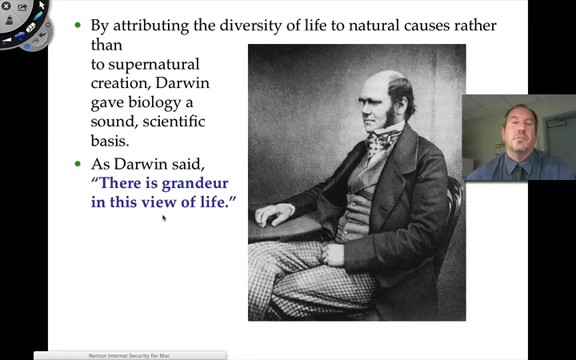 By attributing the diversity of life to natural causes rather
than
to supernatural
creation, Darwin
gave biology a
sound, scientific
basis.
As Darwin said,
“There is grandeur
in this view of life.”
Norton Internet Security for Mac